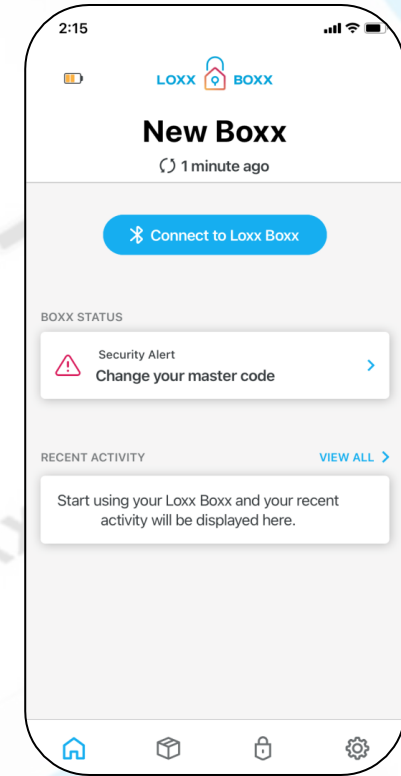 2:15
LOXX BOXX
New Boxx
1 minute ago
Connect to Loxx Boxx
BOXX STATUS
Security Alert
Change your master code
RECENT ACTIVITY VIEW ALL
Start using your Loxx Boxx and your recent
activity will be displayed here.